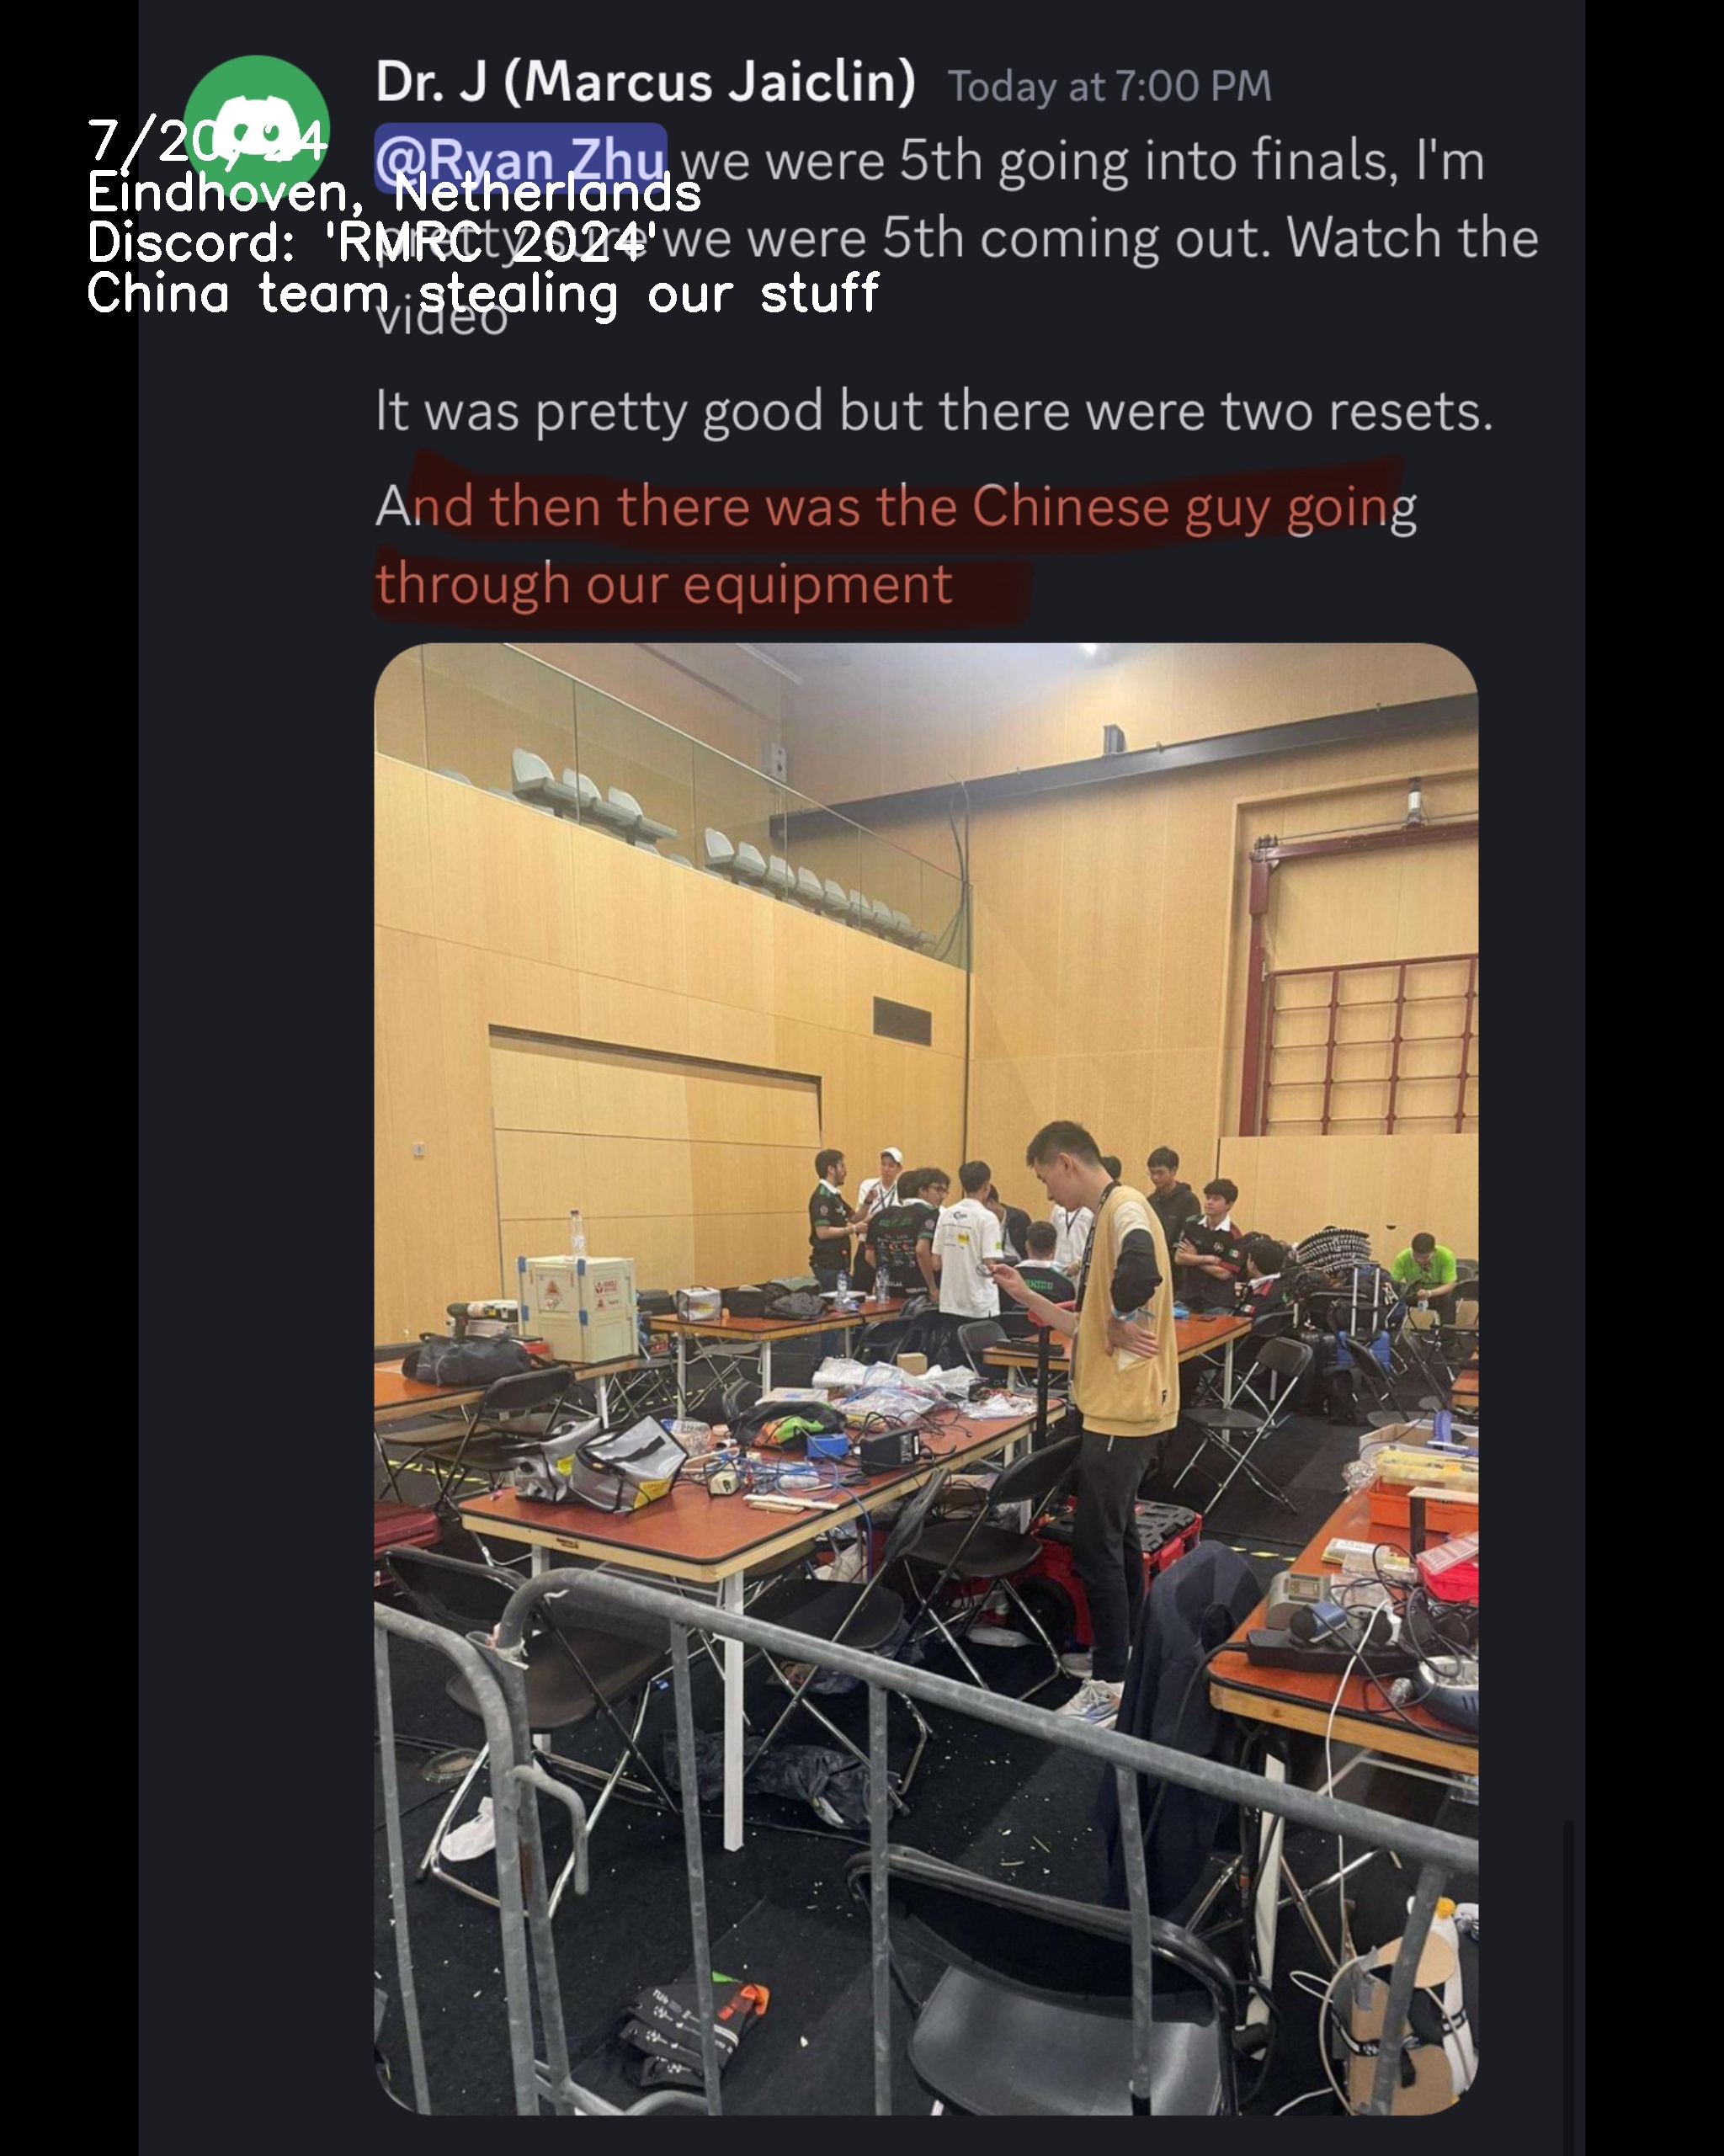 Dr. J (Marcus Jaiclin) Today at 7:00 PM
@Ryan Zhu we were 5th going into finals, I'm
pretty sure we were 5th coming out. Watch the
video
7/20/24
Eindhoven, Netherlands
Discord: 'RMRC 2024'
China team stealing our stuff
It was pretty good but there were two resets.
And then there was the Chinese guy going
through our equipment